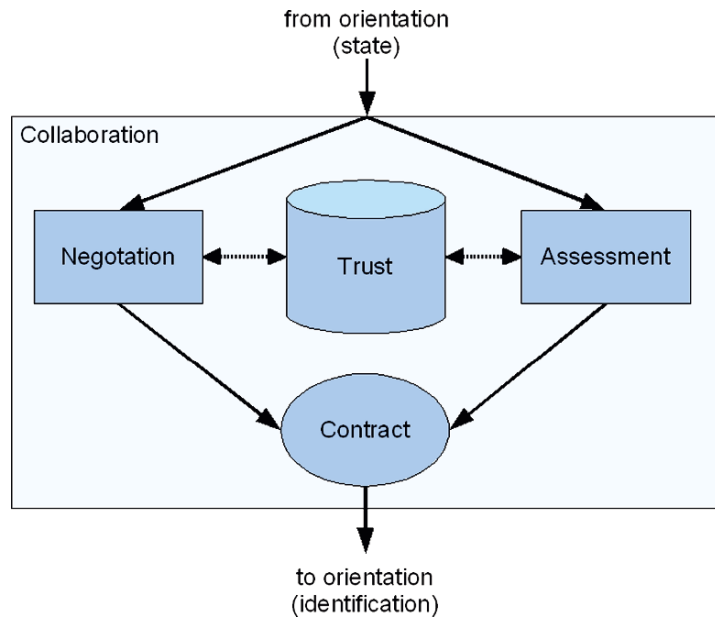 from orientation
(state)
Collaboration
Negotation
Trust
Assessment
Contract
to orientation
(identification)